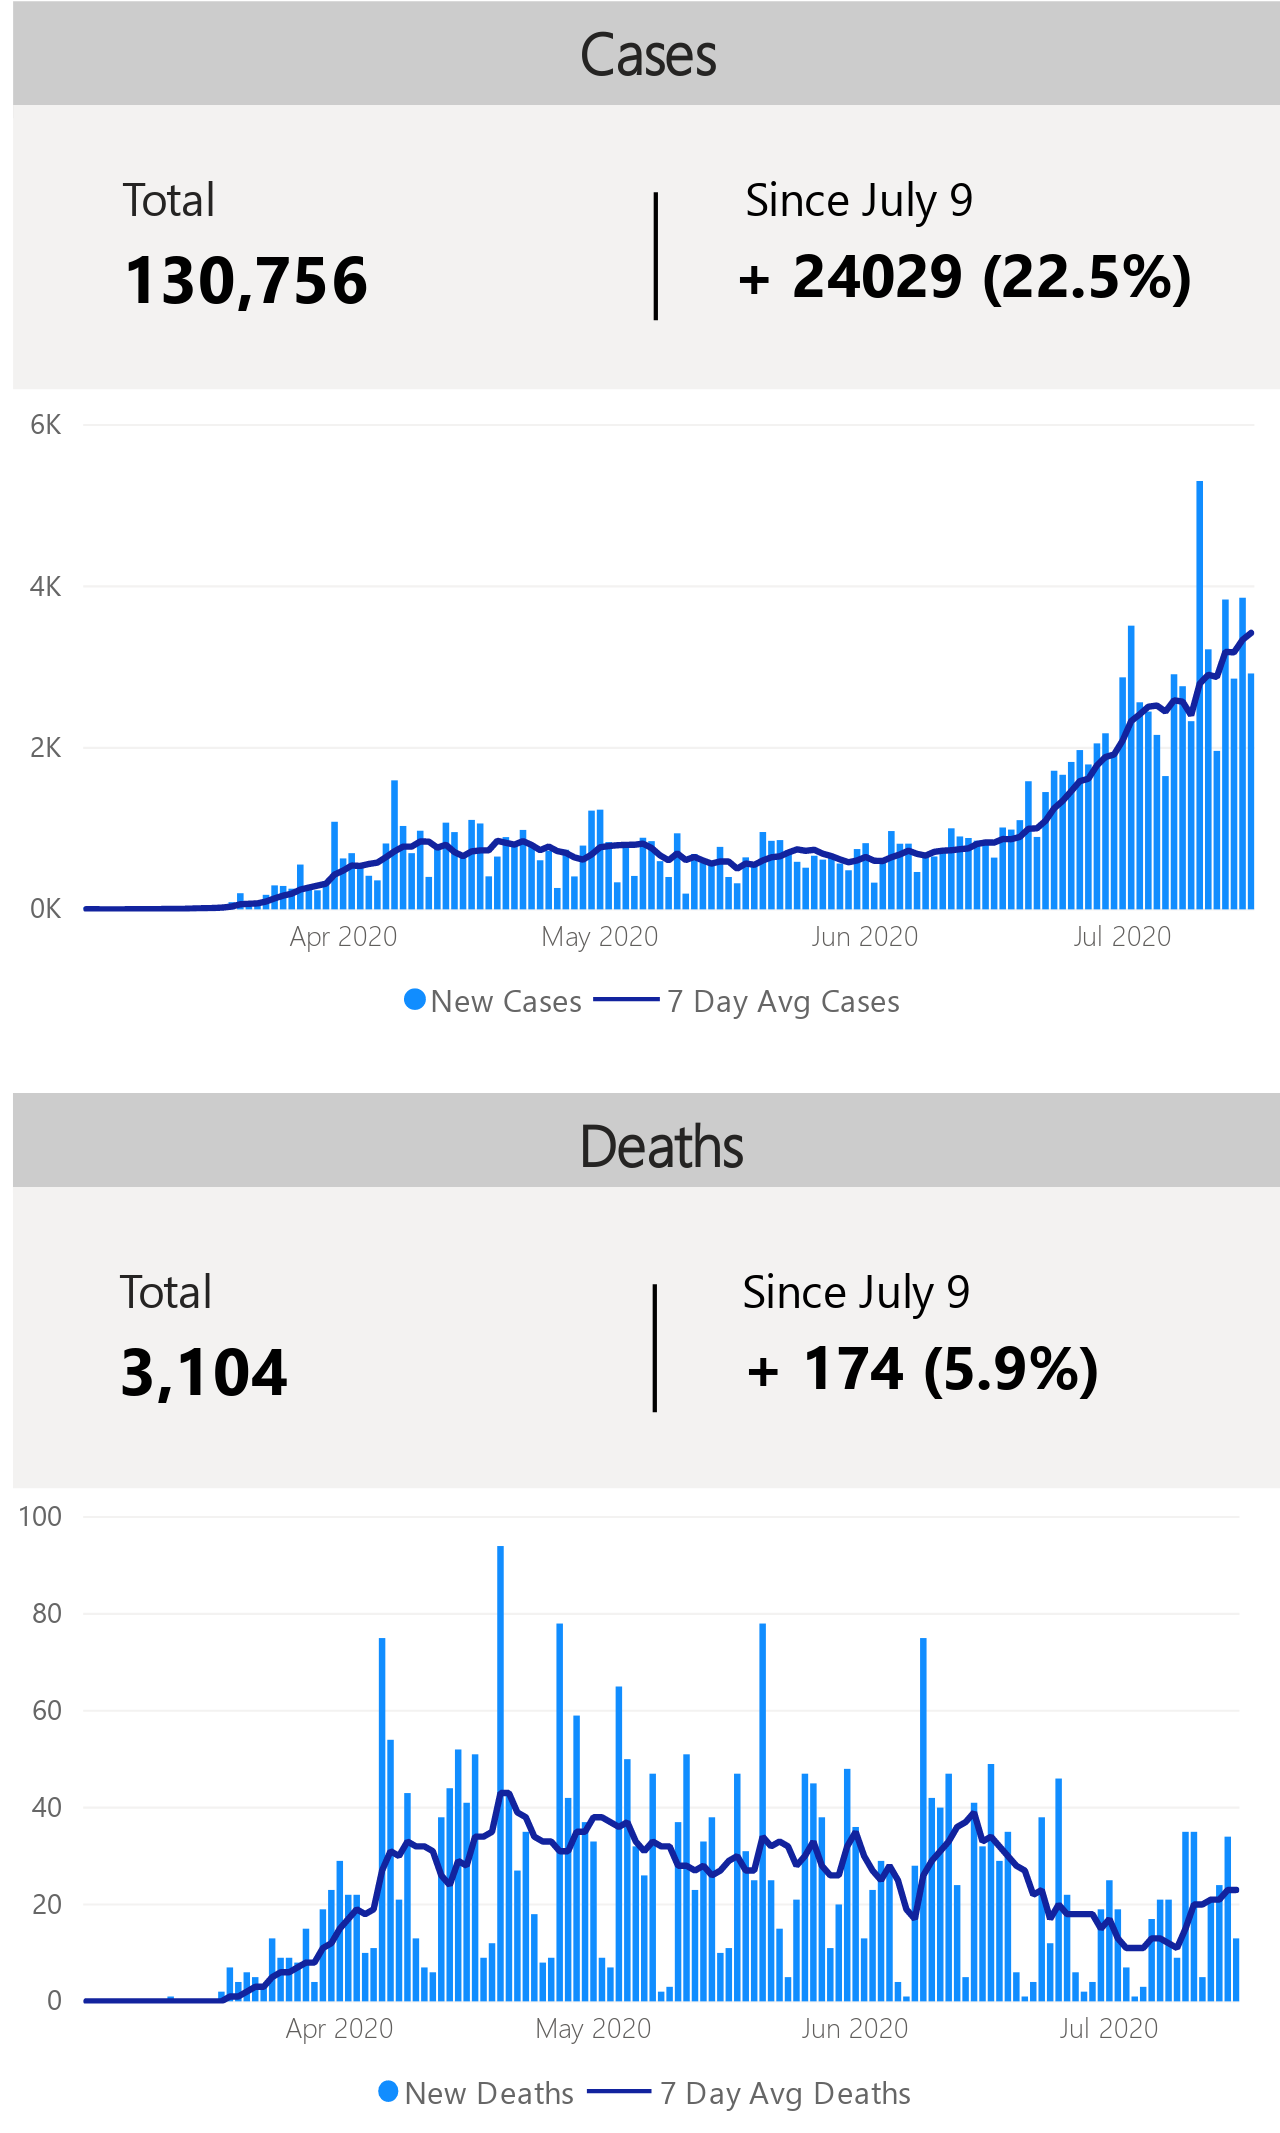 Cases
Total
Since July 9
130,756
+ 24029 (22.5%)
6K
4K
2K
0K
Apr 2020
May 2020
Jun 2020
Jul 2020
New Cases
7 Day Avg Cases
Deaths
Total
Since July 9
3,104
+ 174 (5.9%)
100
80
60
40
20
0
Apr 2020
May 2020
Jun 2020
Jul 2020
New Deaths
7 Day Avg Deaths